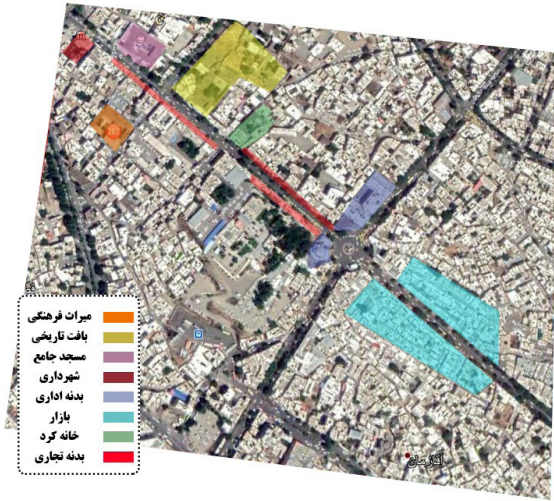 میراث فرهنگی
بافت تاریخی
مسجد جامع
شهرداری
بدنه اداری
بازار
خانه کرد
بدنه تجاری